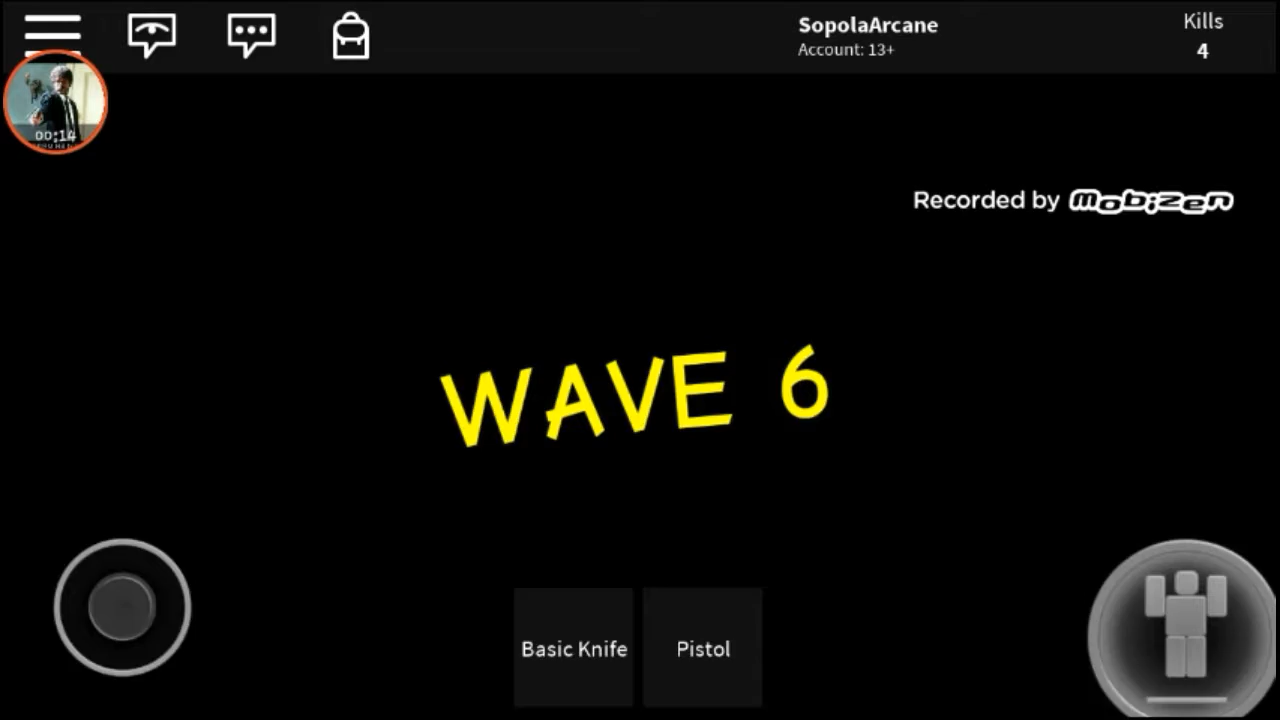 SopolaArcane
Account: 13+
Kills
4
00:14
Recorded by mobizen
WAVE 6
Basic Knife
Pistol